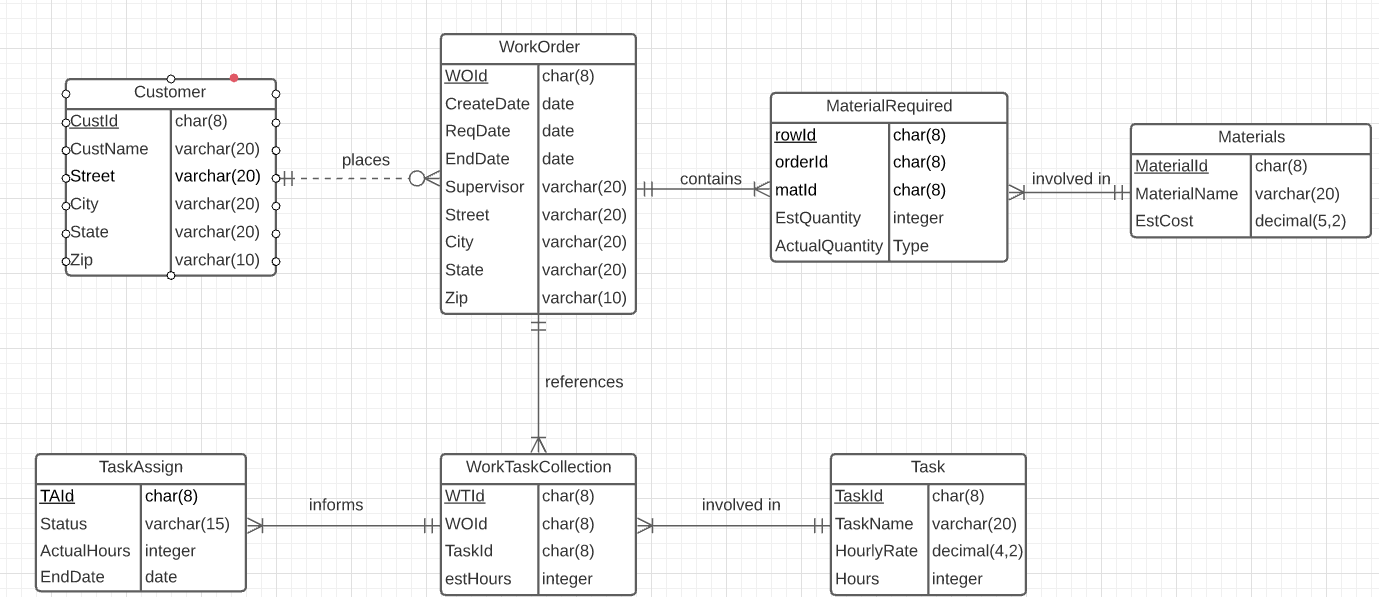 Customer
CustId char(8)
CustName varchar(20)
Street varchar(20)
City varchar(20)
State varchar(20)
Zip varchar(10)
places
WorkOrder
WOId char(8)
CreateDate date
ReqDate date
EndDate date
Supervisor varchar(20)
Street varchar(20)
City varchar(20)
State varchar(20)
Zip varchar(10)
contains
MaterialRequired
rowId char(8)
orderId char(8)
matId char(8)
EstQuantity integer
ActualQuantity Type
involved in
Materials
MaterialId char(8)
MaterialName varchar(20)
EstCost decimal(5,2)
references
TaskAssign
TAId char(8)
Status varchar(15)
ActualHours integer
EndDate date
informs
WorkTaskCollection
WTId char(8)
WOId char(8)
TaskId char(8)
estHours integer
involved in
Task
TaskId char(8)
TaskName varchar(20)
HourlyRate decimal(4,2)
Hours integer